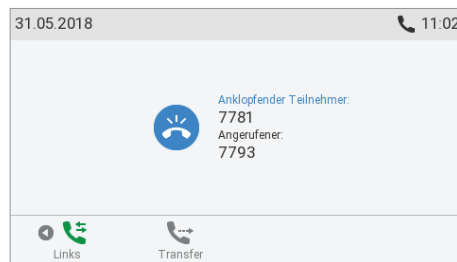 31.05.2018 11:02
Anklopfender Teilnehmer:
7781
Angerufener:
7793
Links Transfer